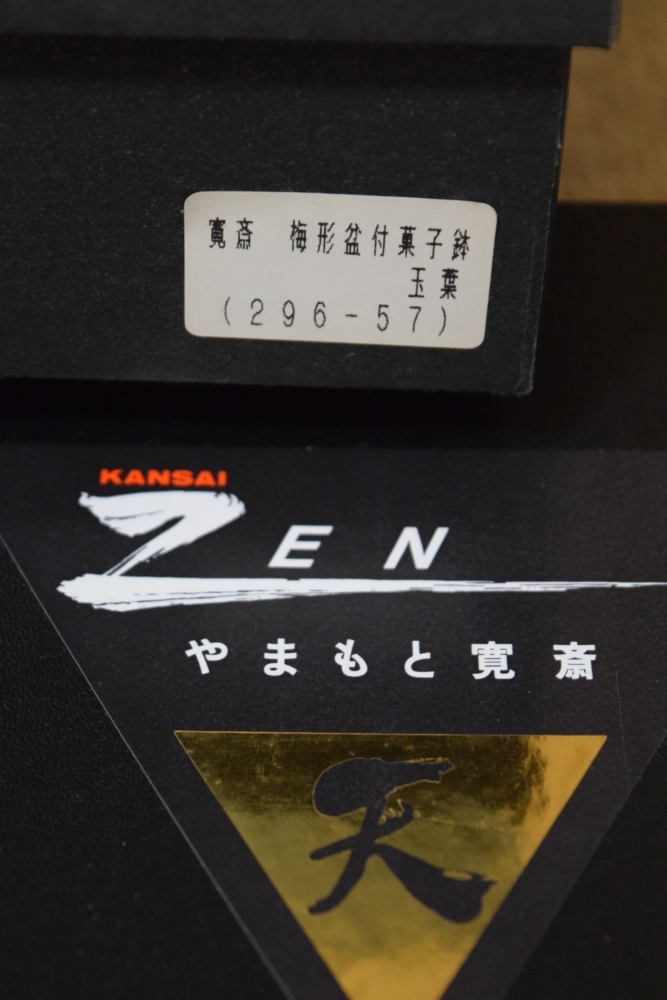 寛斎 梅形盆付菓子鉢
玉葉
(296-57)
KANSAI
ZEN
やまもと寛斎
天